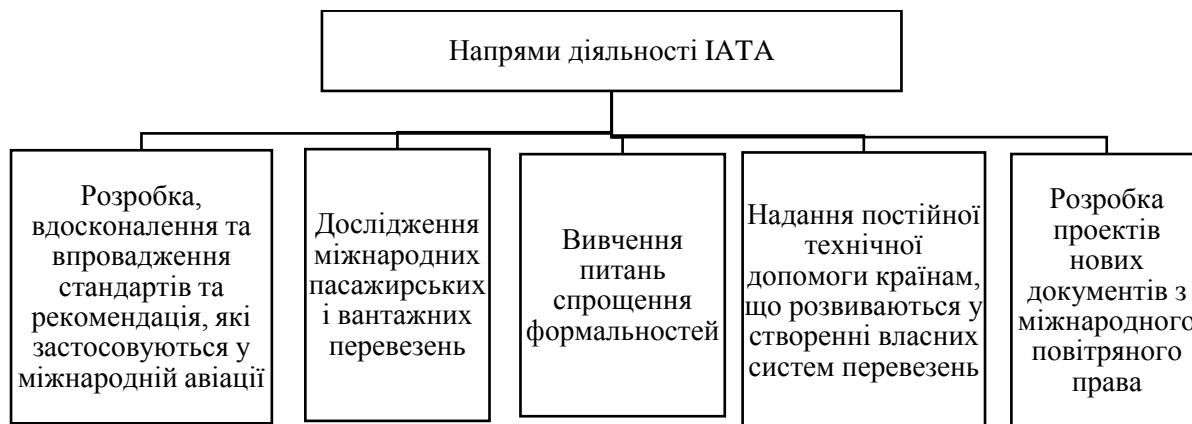 Напрями діяльності ІАТА
Розробка,
вдосконалення та
впровадження
стандартів та
рекомендація, які
застосовуються у
міжнародній авіації
Дослідження
міжнародних
пасажирських
і вантажних
перевезень
Вивчення
питань
спрощення
формальностей
Надання постійної
технічної
допомоги країнам,
що розвиваються у
створенні власних
систем перевезень
Розробка
проектів
нових
документів з
міжнародного
повітряного
права